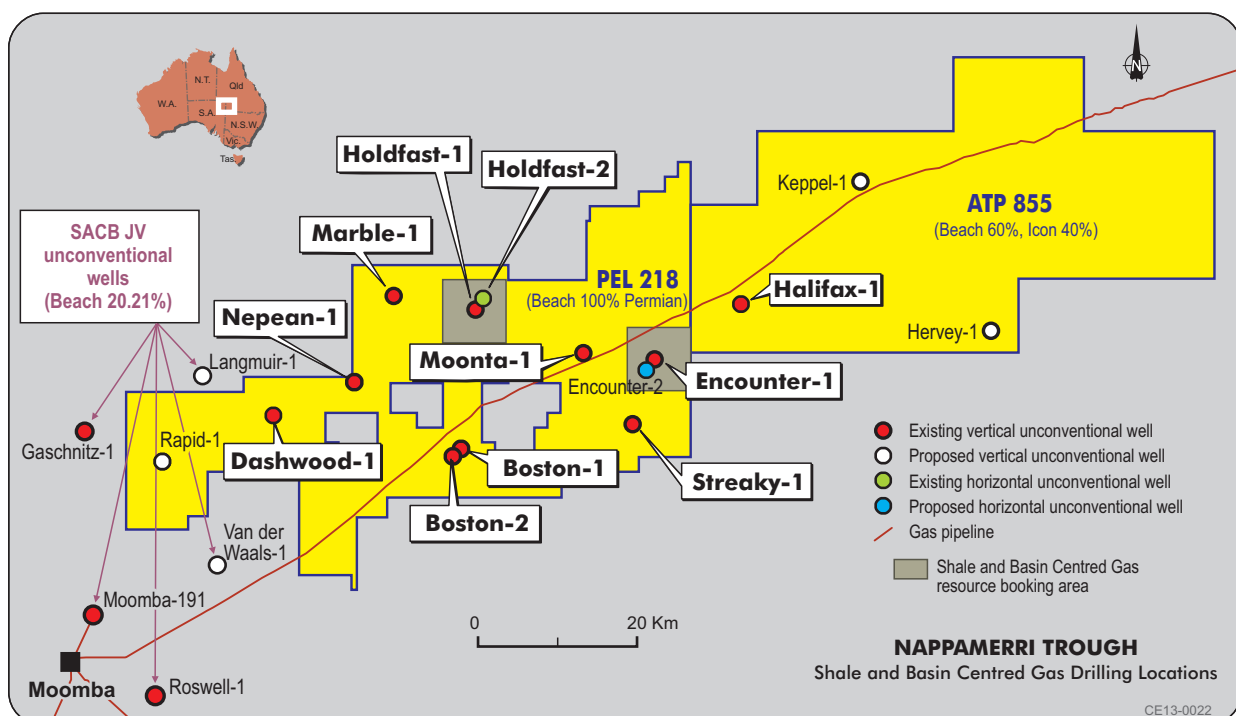 N.T.
Qld
W.A.
S.A.
N.S.W.
Vic.
Tas.
N
Holdfast-1
Holdfast-2
Keppel-1
ATP 855
(Beach 60%, Icon 40%)
SACB JV
unconventional
wells
(Beach 20.21%)
Marble-1
PEL 218
(Beach 100% Permian)
Halifax-1
Nepean-1
Hervey-1
Langmuir-1
Moonta-1
Encounter-2
Encounter-1
Gaschnitz-1
Rapid-1
Dashwood-1
Boston-1
Streaky-1
Boston-2
Existing vertical unconventional well
Proposed vertical unconventional well
Existing horizontal unconventional well
Proposed horizontal unconventional well
Gas pipeline
Shale and Basin Centred Gas
resource booking area
Van der
Waals-1
Moomba-191
0
20 Km
Moomba
Roswell-1
NAPPAMERRI TROUGH
Shale and Basin Centred Gas Drilling Locations
CE13-0022